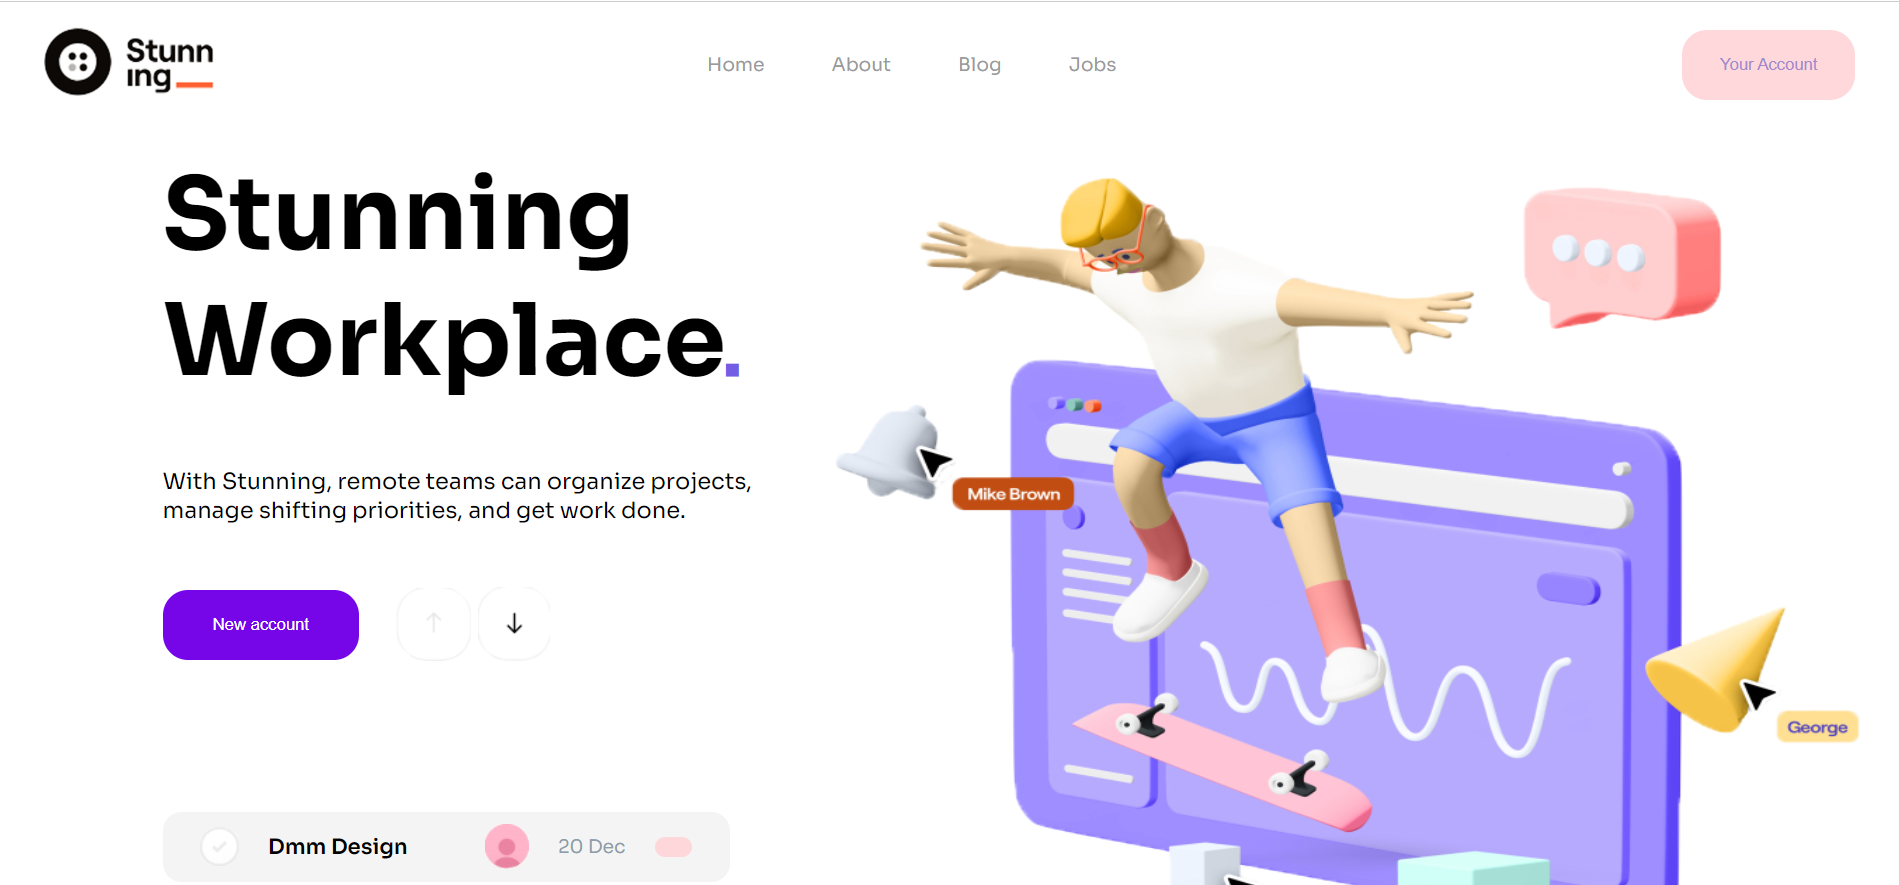 Stunn
ing
Home
About
Blog
Jobs
Your Account
Stunning
Workplace.
With Stunning, remote teams can organize projects,
manage shifting priorities, and get work done.
New account
Mike Brown
George
Dmm Design
20 Dec